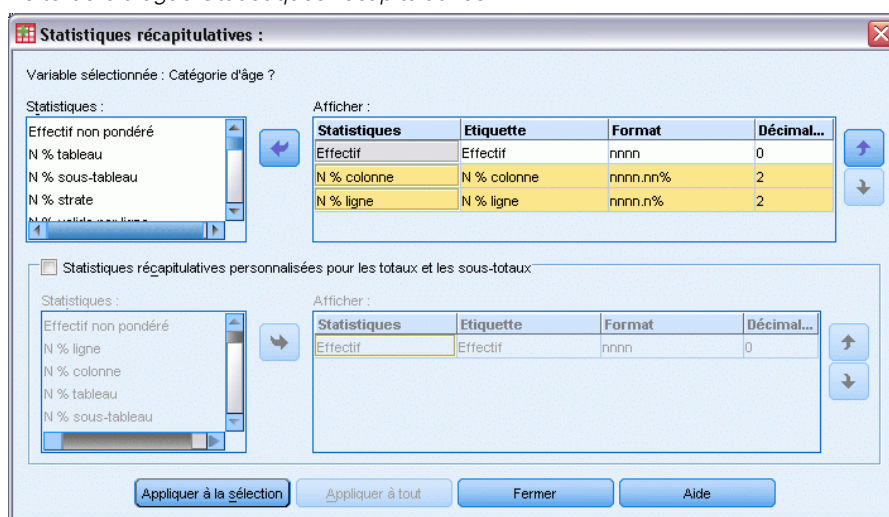 Statistiques récapitulatives :
Variable sélectionnée : Catégorie d'âge ?
Statistiques :
Effectif non pondéré
N % tableau
N % sous-tableau
N % strate
Afficher :
Statistiques Etiquette Format Décimal...
Effectif Effectif nnnn 0
N % colonne N % colonne nnnn.nn% 2
N % ligne N % ligne nnnn.n% 2
Statistiques récapitulatives personnalisées pour les totaux et les sous-totaux
Statistiques :
Effectif non pondéré
N % ligne
N % colonne
N % tableau
N % sous-tableau
Afficher :
Statistiques Etiquette Format Décimal...
Effectif Effectif nnnn 0
Appliquer à la sélection Appliquer à tout Fermer Aide